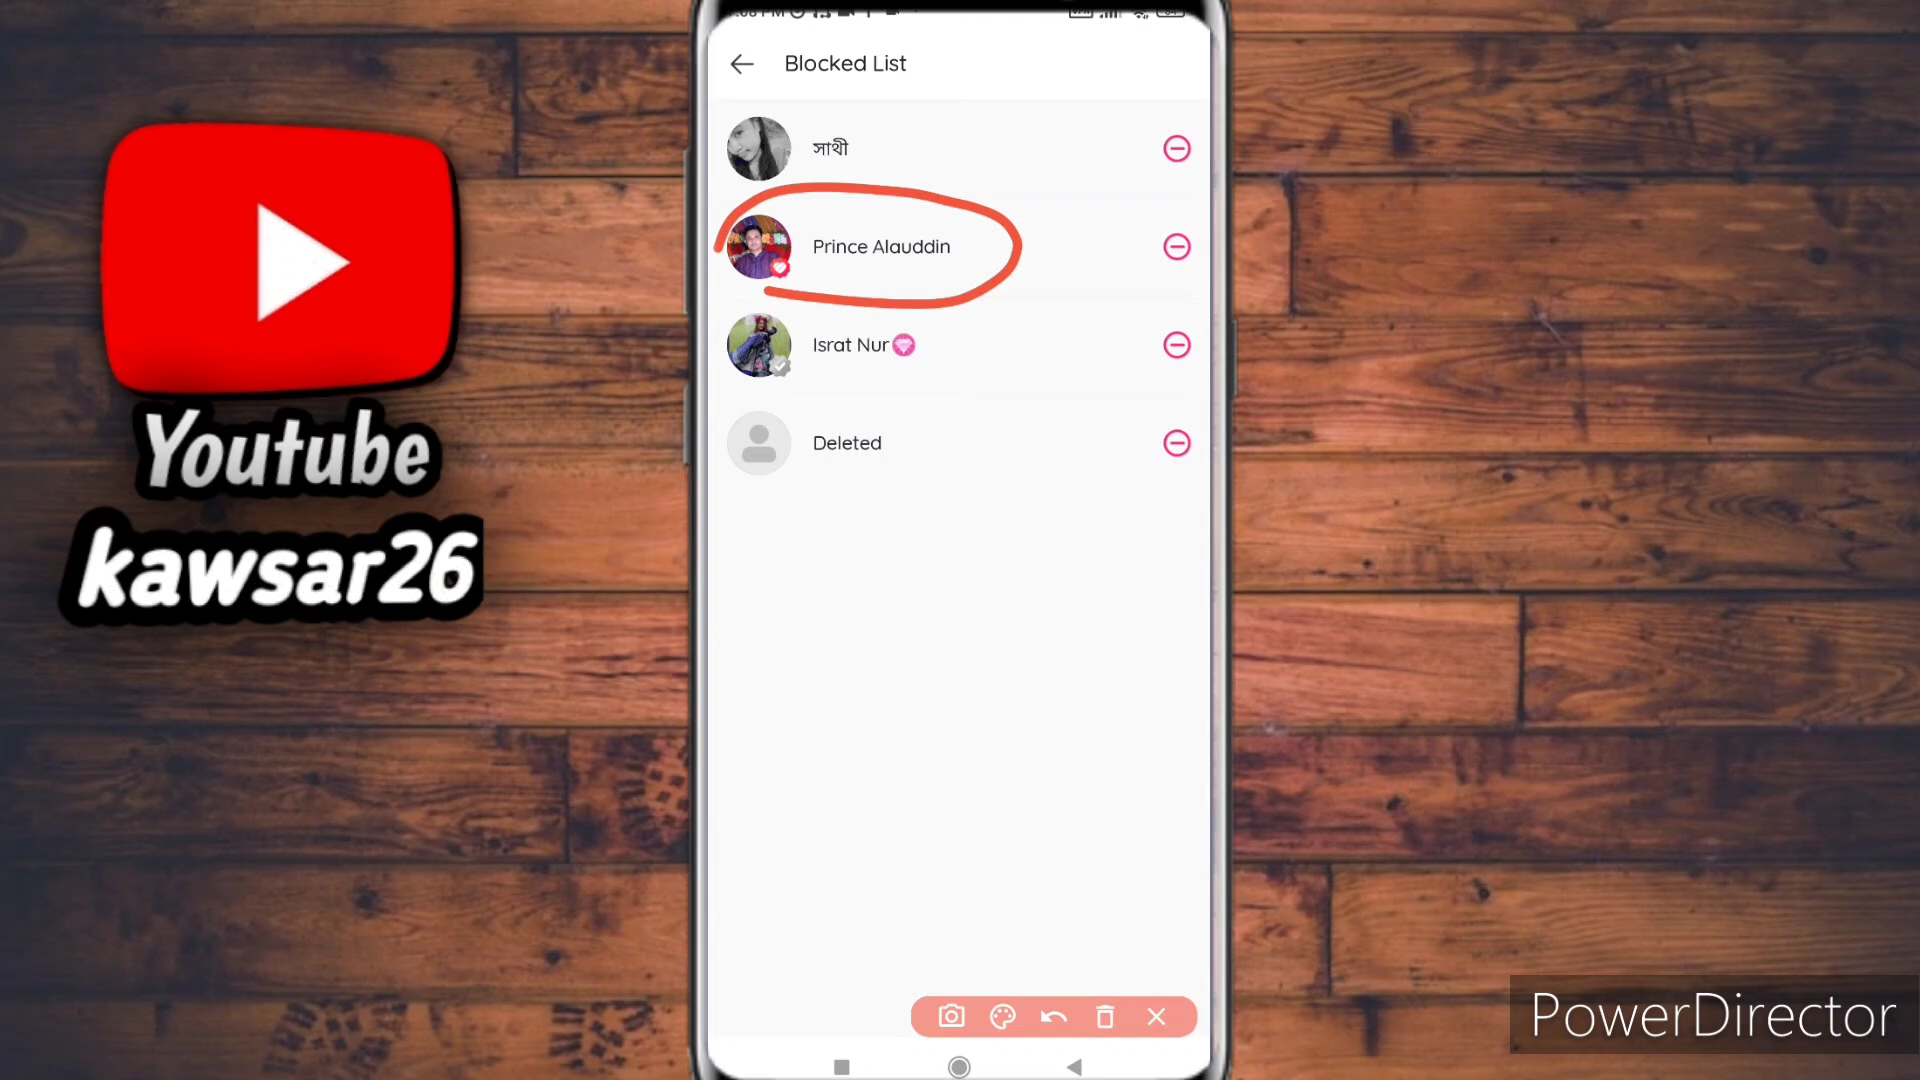 Blocked List
সাথী
Prince Alauddin
Israt Nur
Deleted
Youtube
kawsar26
PowerDirector